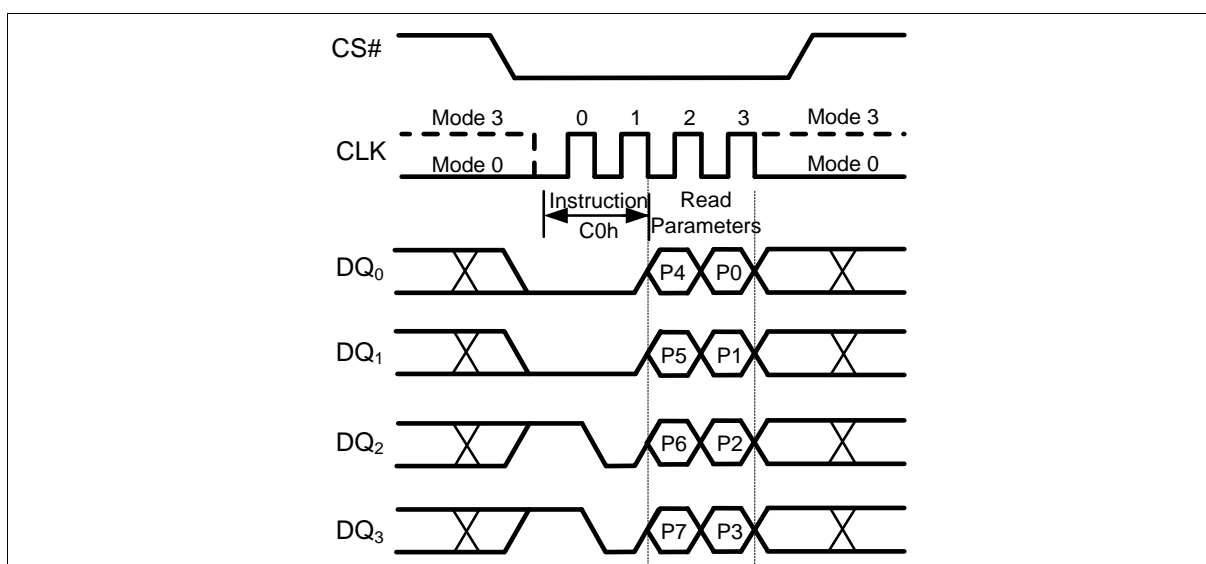 CS#
Mode 3 0 1 2 3 Mode 3
CLK
Mode 0 Mode 0
Instruction Read
C0h Parameters
DQ0 P4 P0
DQ1 P5 P1
DQ2 P6 P2
DQ3 P7 P3